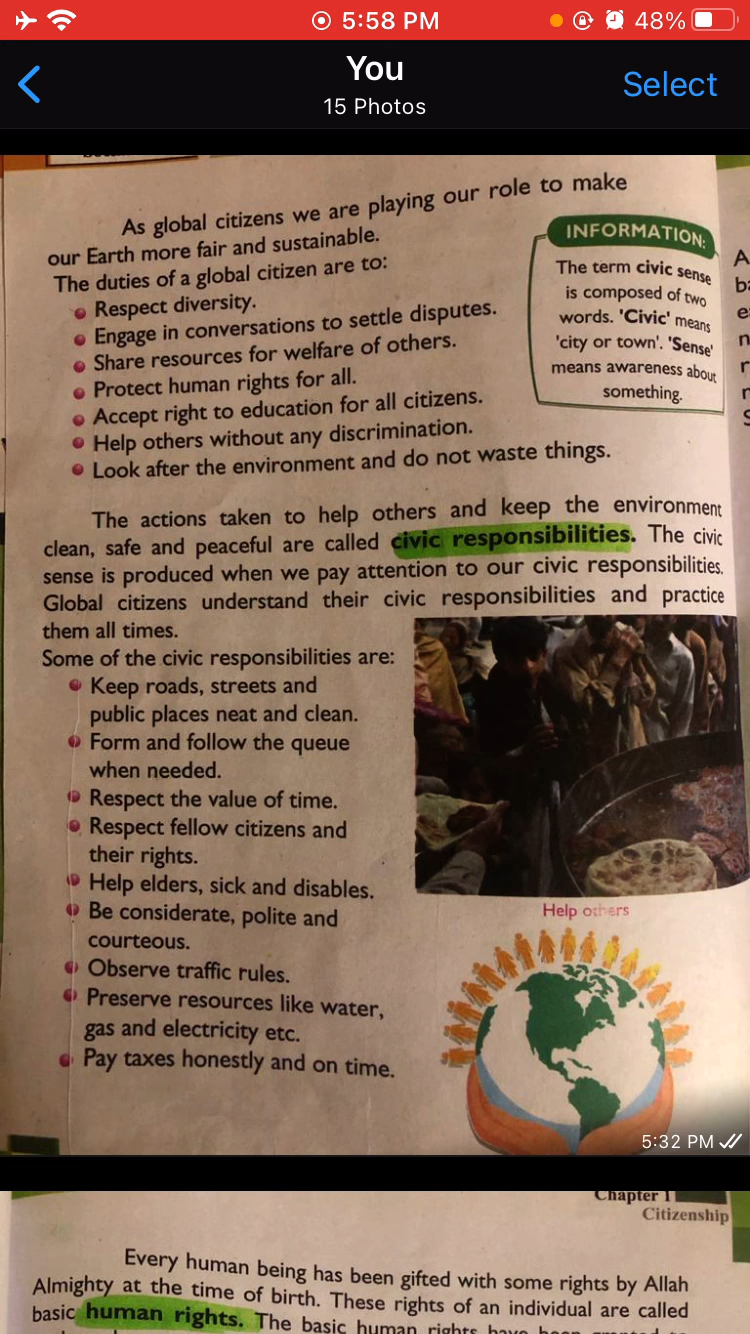 5:58 PM
48%
You
15 Photos
Select
As global citizens we are playing our role to make
our Earth more fair and sustainable.
The duties of a global citizen are to:
Respect diversity.
Engage in conversations to settle disputes.
Share resources for welfare of others.
Protect human rights for all.
Accept right to education for all citizens.
Help others without any discrimination.
Look after the environment and do not waste things.
INFORMATION:
The term civic sense
is composed of two
words. 'Civic' means
'city or town'. 'Sense'
means awareness about
something.
The actions taken to help others and keep the environment
clean, safe and peaceful are called civic responsibilities. The civic
sense is produced when we pay attention to our civic responsibilities.
Global citizens understand their civic responsibilities and practice
them all times.
Some of the civic responsibilities are:
Keep roads, streets and
public places neat and clean.
Form and follow the queue
when needed.
Respect the value of time.
Respect fellow citizens and
their rights.
Help elders, sick and disables.
Be considerate, polite and
courteous.
Observe traffic rules.
Preserve resources like water,
gas and electricity etc.
Pay taxes honestly and on time.
Help others
5:32 PM
Chapter 1
Citizenship
Every human being has been gifted with some rights by Allah
Almighty at the time of birth. These rights of an individual are called
basic human rights. The basic human rights have been